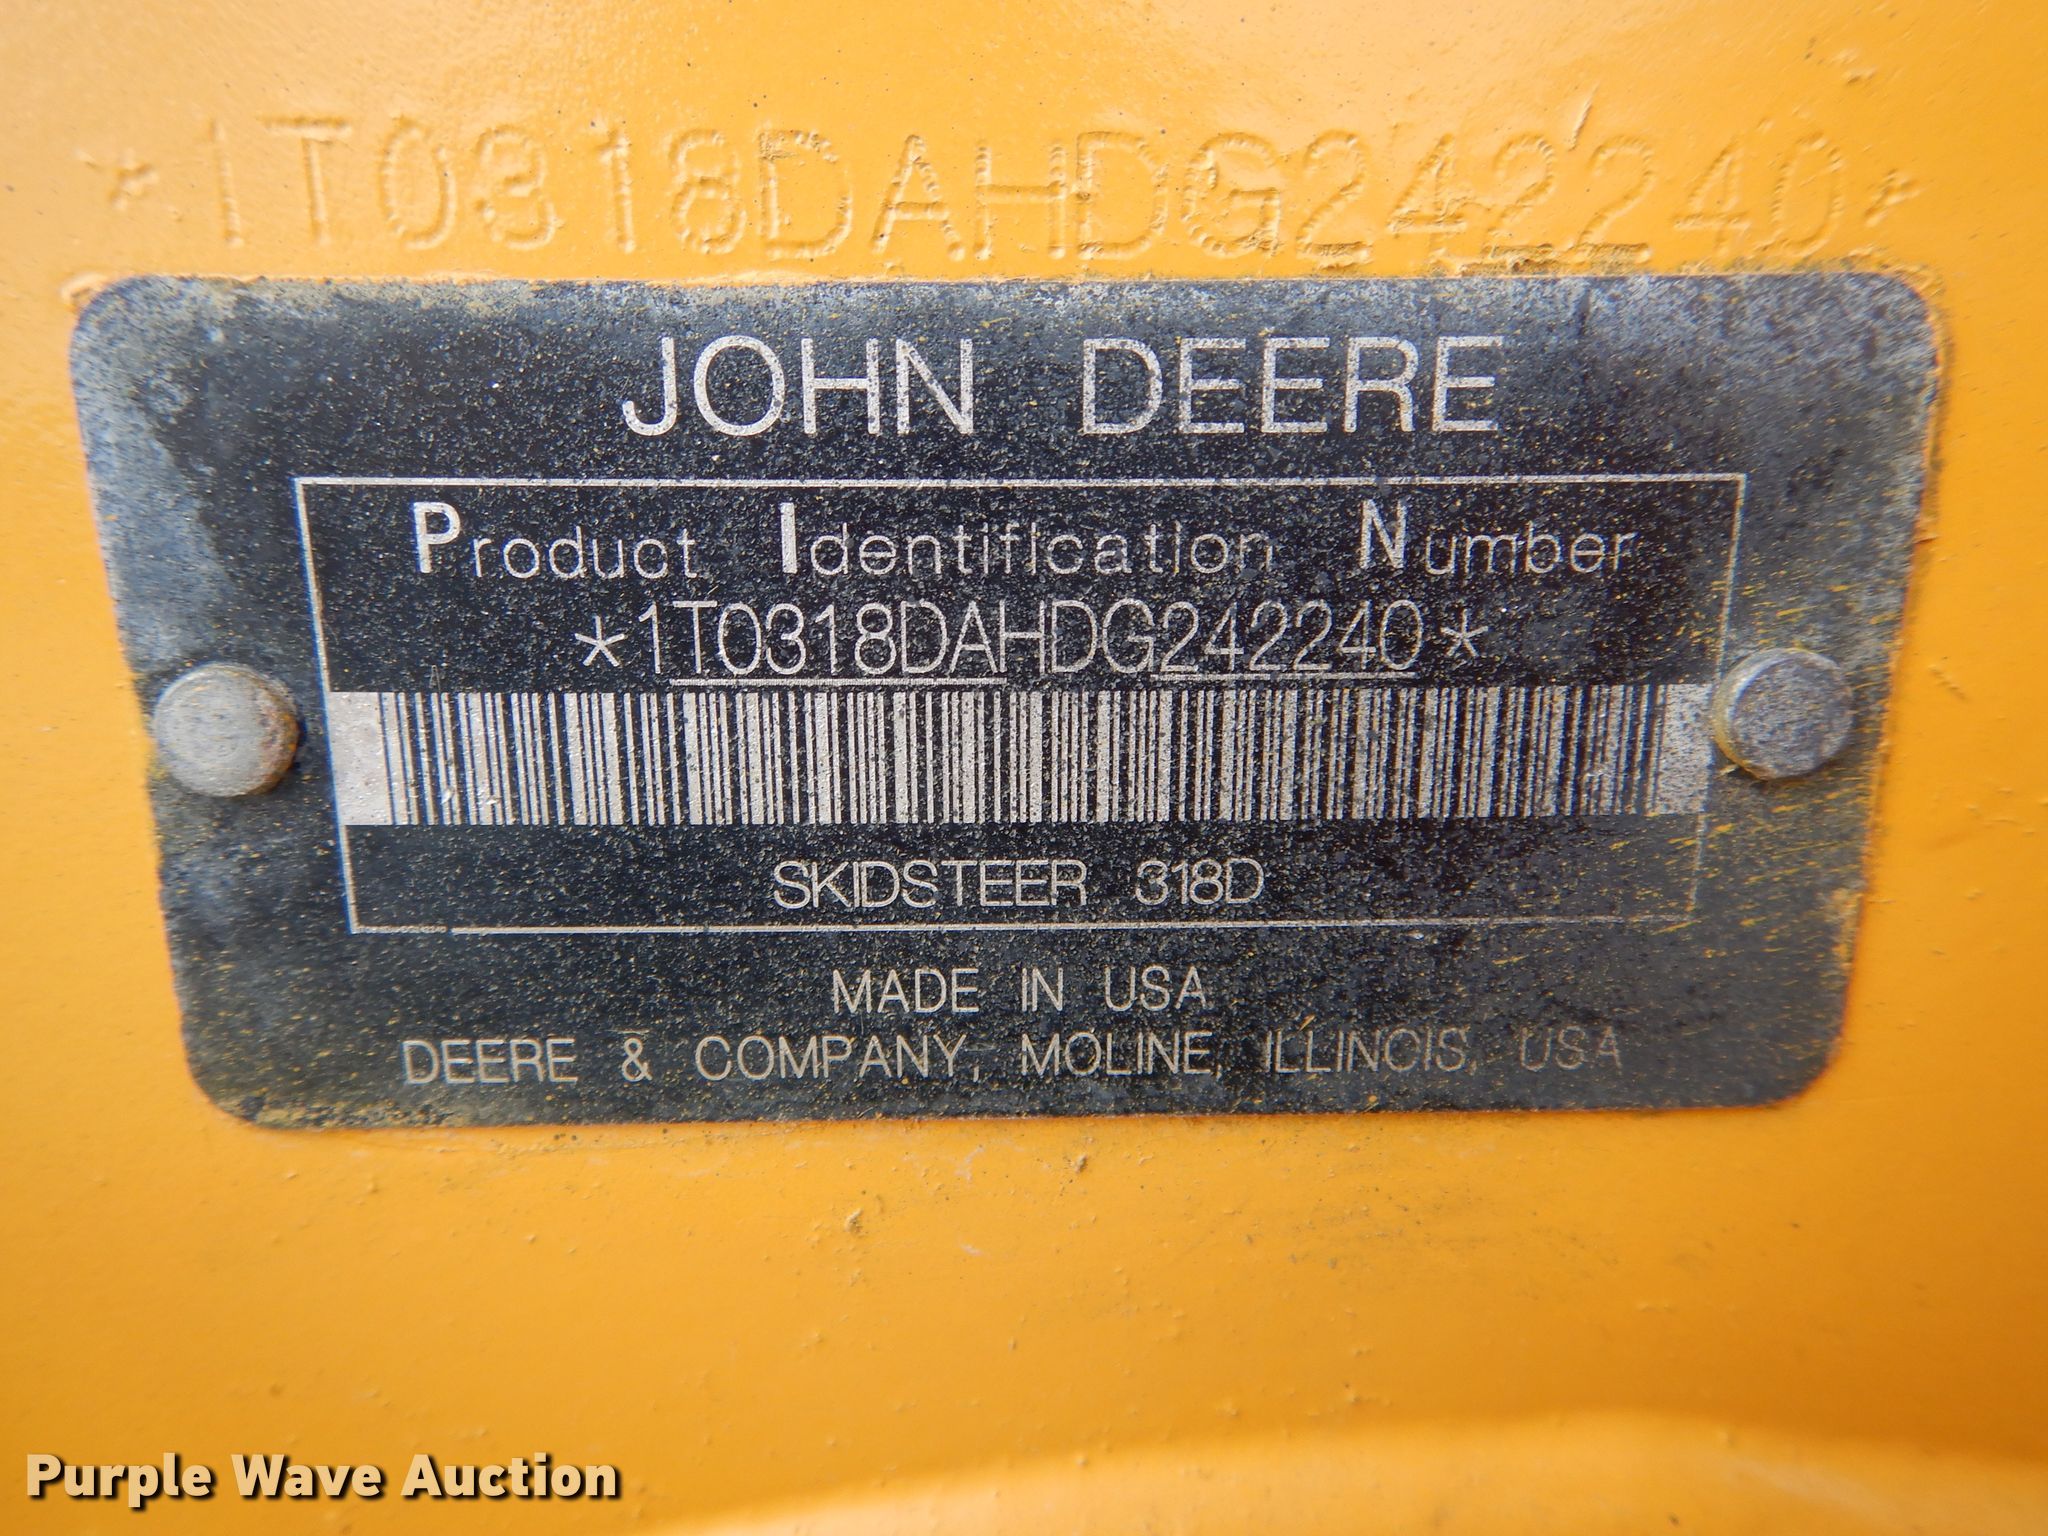 *1T0318DAHDG242240*
JOHN DEERE
Product Identification Number
*1T0318DAHDG242240*
SKIDSTEER 318D
MADE IN USA
DEERE & COMPANY, MOLINE, ILLINOIS, USA
Purple Wave Auction